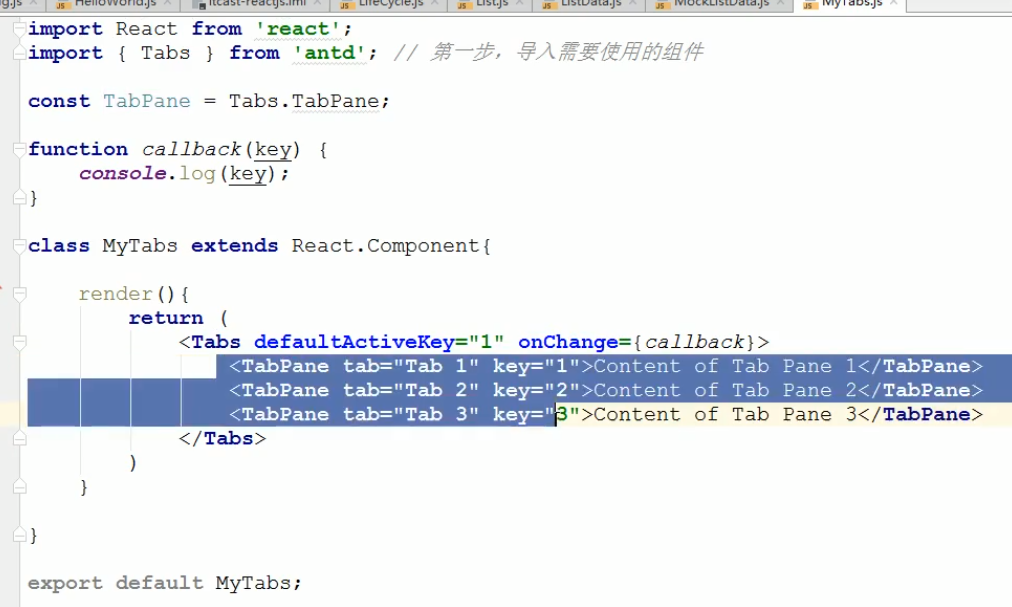 HelloWorld.js
itcast-reactjs.iml
LifeCycle.js
List.js
ListData.js
MockListData.js
MyTabs.js
import React from 'react';
import { Tabs } from 'antd'; // 第一步，导入需要使用的组件
const TabPane = Tabs.TabPane;
function callback(key) {
console.log(key);
}
class MyTabs extends React.Component{
render(){
return (
<Tabs defaultActiveKey="1" onChange={callback}>
<TabPane tab="Tab 1" key="1">Content of Tab Pane 1</TabPane>
<TabPane tab="Tab 2" key="2">Content of Tab Pane 2</TabPane>
<TabPane tab="Tab 3" key="3">Content of Tab Pane 3</TabPane>
</Tabs>
)
}
}
export default MyTabs;